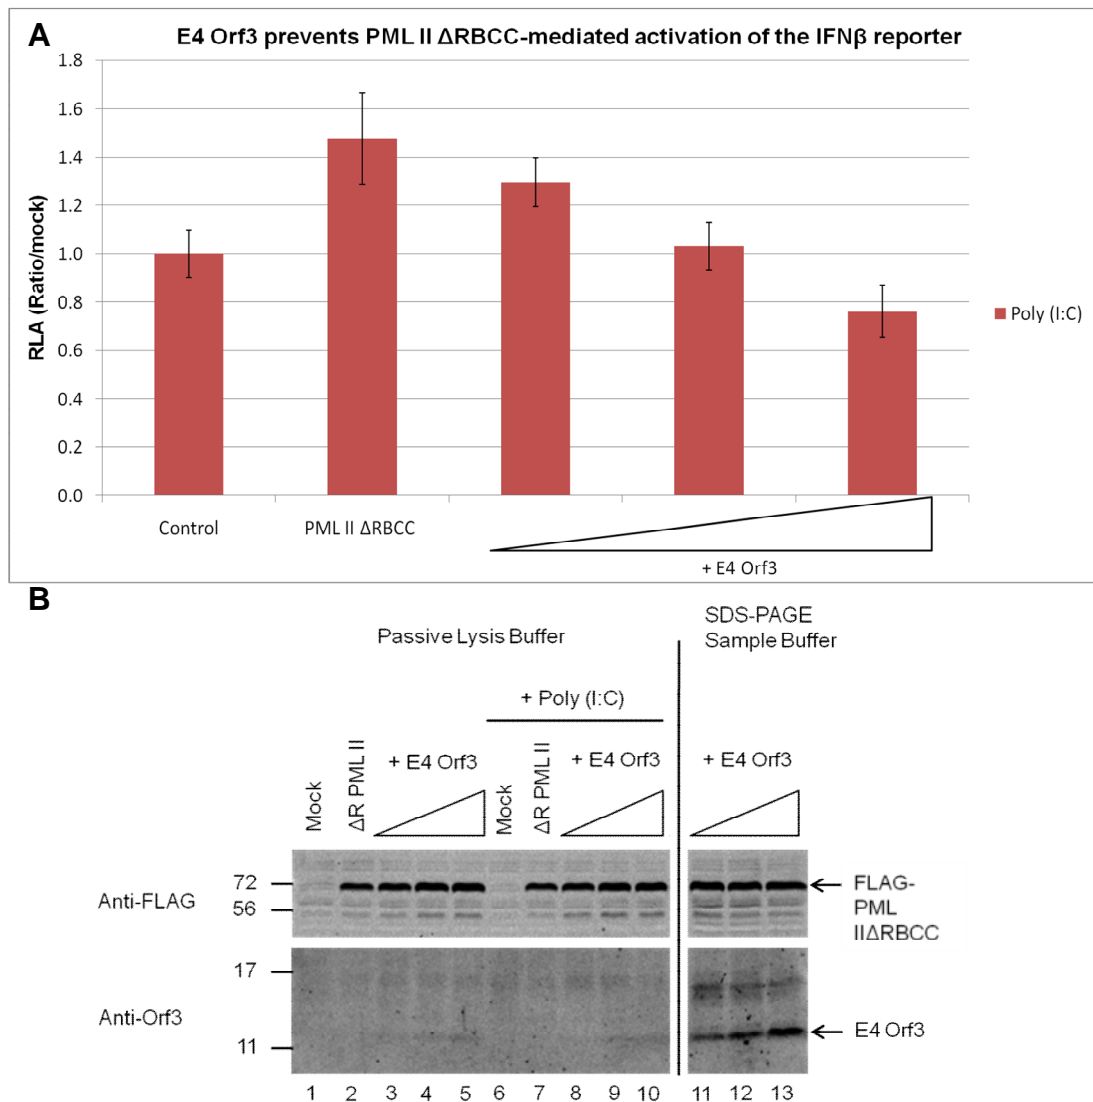 A
E4 Orf3 prevents PML II ΔRBCC-mediated activation of the IFNβ reporter
RLA (Ratio/mock)
1.8
1.6
1.4
1.2
1.0
0.8
0.6
0.4
0.2
0.0
Control
PML II ΔRBCC
+ E4 Orf3
Poly (I:C)
B
Passive Lysis Buffer
SDS-PAGE
Sample Buffer
+ Poly (I:C)
Mock
ΔR PML II
+ E4 Orf3
Mock
ΔR PML II
+ E4 Orf3
+ E4 Orf3
Anti-FLAG
72
56
FLAG-
PML
IIΔRBCC
Anti-Orf3
17
11
E4 Orf3
1 2 3 4 5 6 7 8 9 10 11 12 13